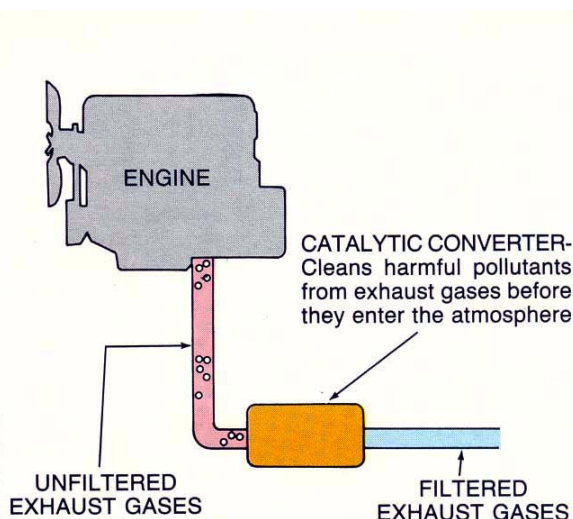 ENGINE
CATALYTIC CONVERTER-
Cleans harmful pollutants
from exhaust gases before
they enter the atmosphere
UNFILTERED
EXHAUST GASES
FILTERED
EXHAUST GASES